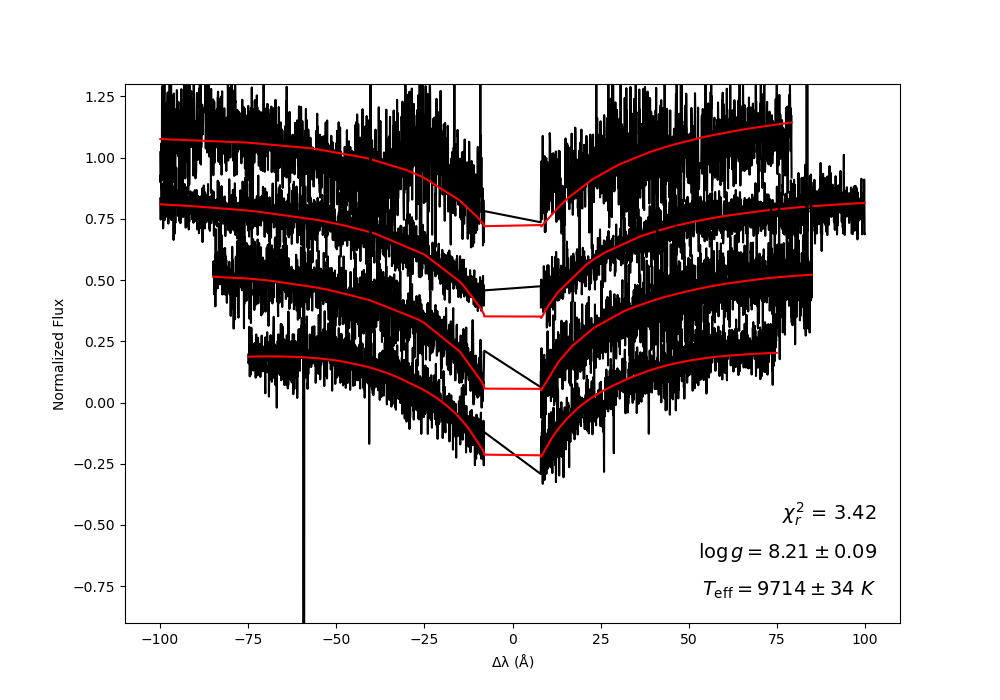 1.25
1.00
0.75
0.50
0.25
0.00
−0.25
−0.50
−0.75
Normalized Flux
χ²ᵣ = 3.42
log g = 8.21 ± 0.09
T_eff = 9714 ± 34 K
−100 −75 −50 −25 0 25 50 75 100
Δλ (Å)